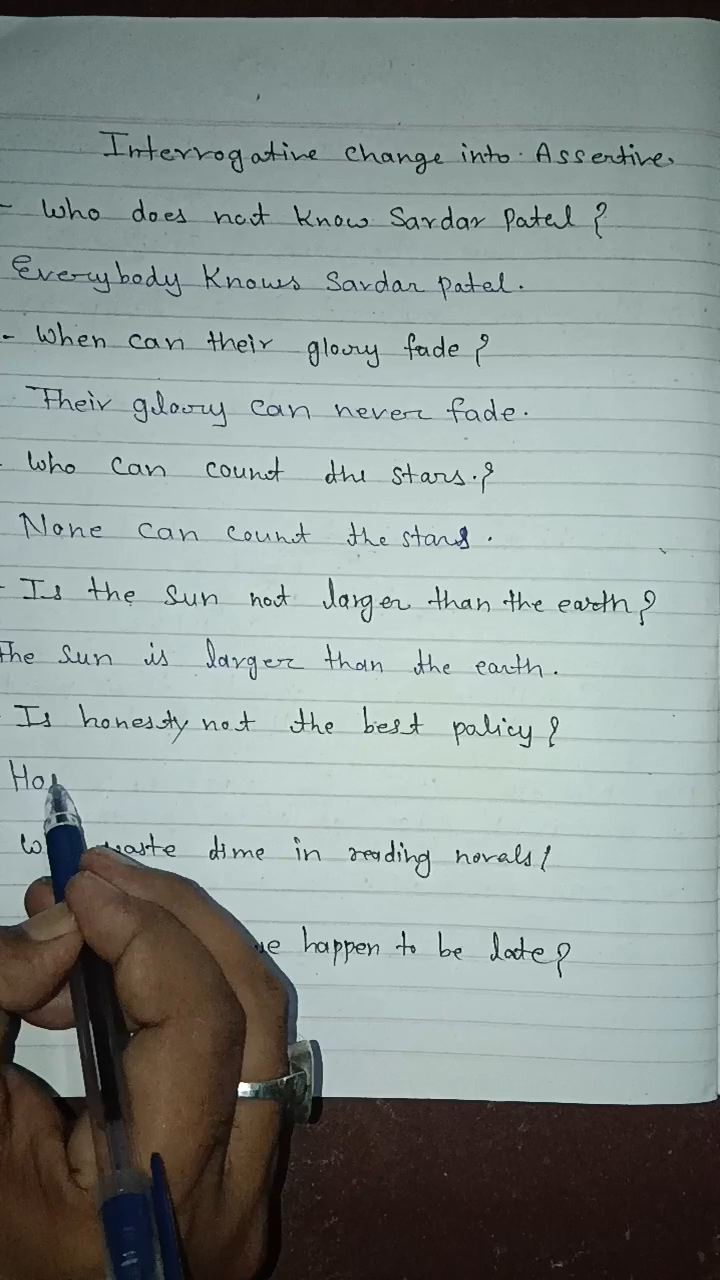 Interrogative change into Assertive.
- Who does not know Sardar Patel ?
Everybody knows Sardar patel.
- When can their gloory fade ?
Their gloory can never fade.
- Who can count the stars.?
None can count the stars.
- Is the sun not larger than the earth ?
The sun is larger than the earth.
Is honesty not the best policy ?
Ho
waste time in reading novals !
happen to be late ?